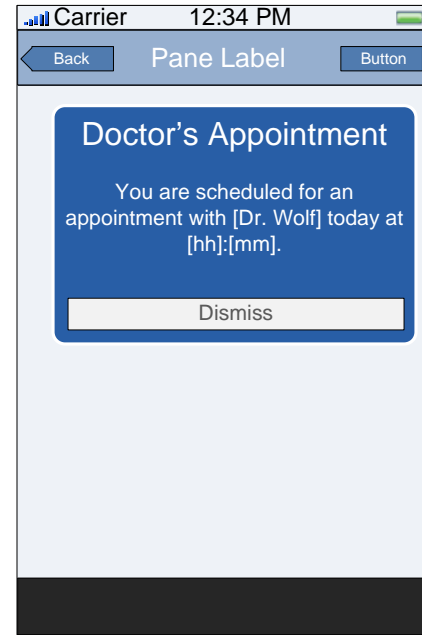 Carrier 12:34 PM
Back Pane Label Button
Doctor's Appointment
You are scheduled for an
appointment with [Dr. Wolf] today at
[hh]:[mm].
Dismiss